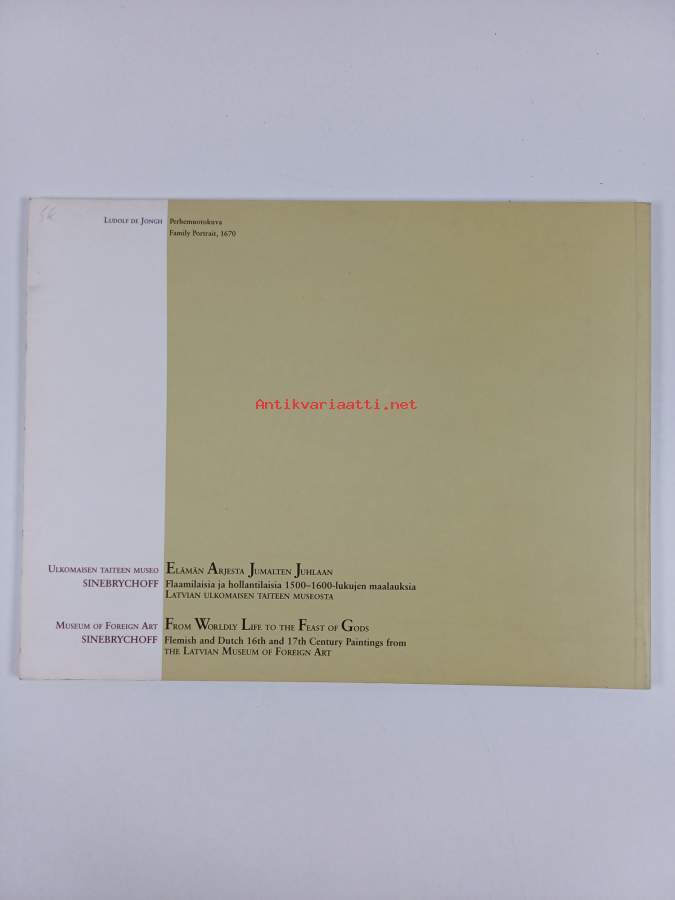 LUDOLF DE JONGH Perhemuotokuva
Family Portrait, 1670
Antikvariaatti.net
ULKOMAISEN TAITEEN MUSEO ELÄMÄN ARJESTA JUMALTEN JUHLAAN
SINEBRYCHOFF Flaamilaisia ja hollantilaisia 1500–1600-lukujen maalauksia
LATVIAN ULKOMAISEN TAITEEN MUSEOSTA
MUSEUM OF FOREIGN ART FROM WORLDLY LIFE TO THE FEAST OF GODS
SINEBRYCHOFF Flemish and Dutch 16th and 17th Century Paintings from
THE LATVIAN MUSEUM OF FOREIGN ART